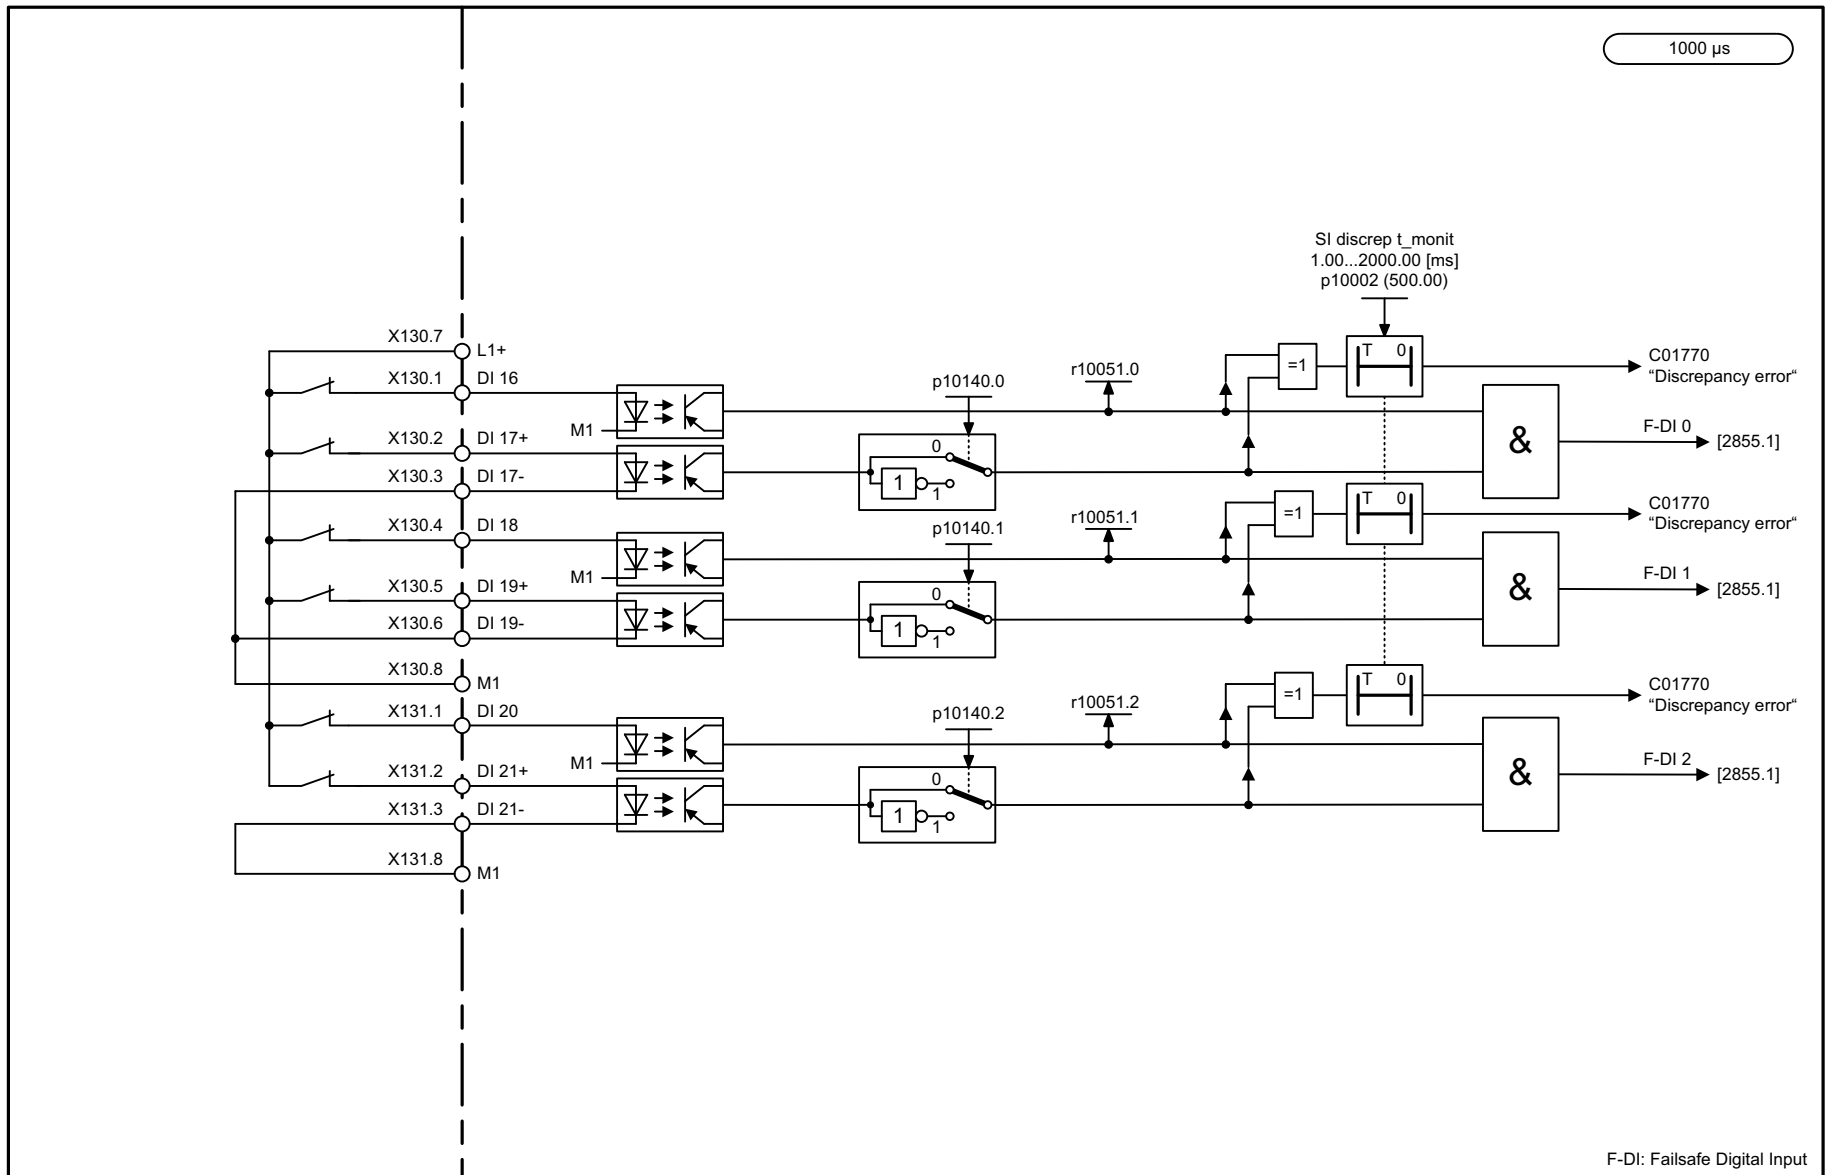 1000 µs
SI discrep t_monit
1.00...2000.00 [ms]
p10002 (500.00)
X130.7
L1+
X130.1
DI 16
M1
p10140.0
r10051.0
=1
T 0
C01770
“Discrepancy error“
X130.2
DI 17+
0
1
1
&
F-DI 0
[2855.1]
X130.3
DI 17-
X130.4
DI 18
M1
p10140.1
r10051.1
=1
T 0
C01770
“Discrepancy error“
X130.5
DI 19+
0
1
1
&
F-DI 1
[2855.1]
X130.6
DI 19-
X130.8
M1
X131.1
DI 20
M1
p10140.2
r10051.2
=1
T 0
C01770
“Discrepancy error“
X131.2
DI 21+
0
1
1
&
F-DI 2
[2855.1]
X131.3
DI 21-
X131.8
M1
F-DI: Failsafe Digital Input